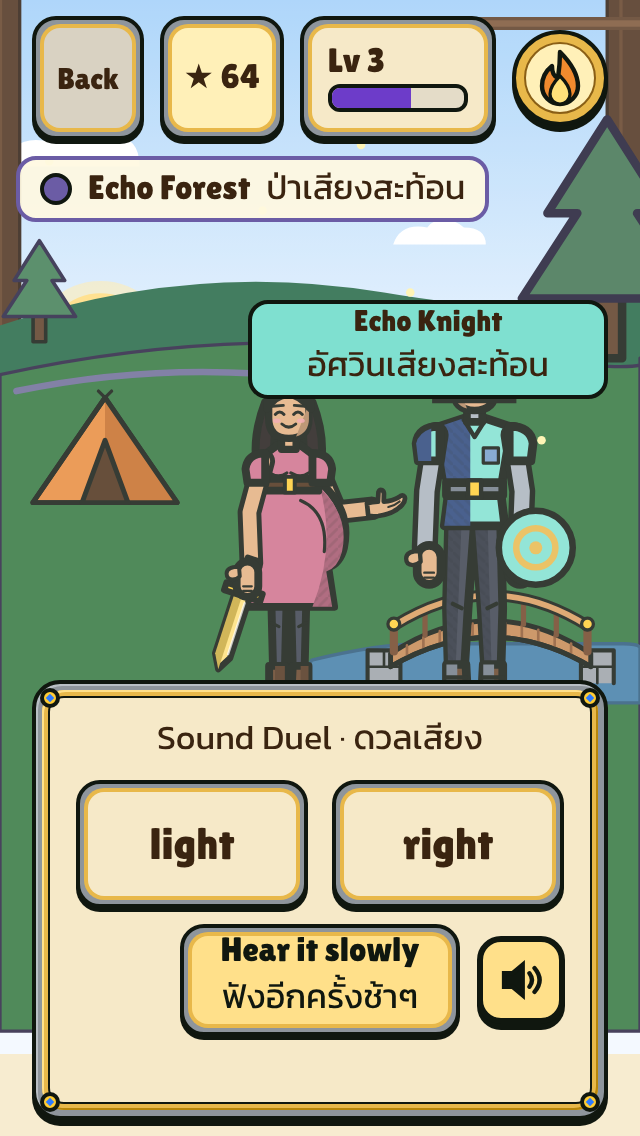 Back
★ 64
Lv 3
Echo Forest ป่าเสียงสะท้อน
Echo Knight
อัศวินเสียงสะท้อน
Sound Duel · ดวลเสียง
light
right
Hear it slowly
ฟังอีกครั้งช้าๆ